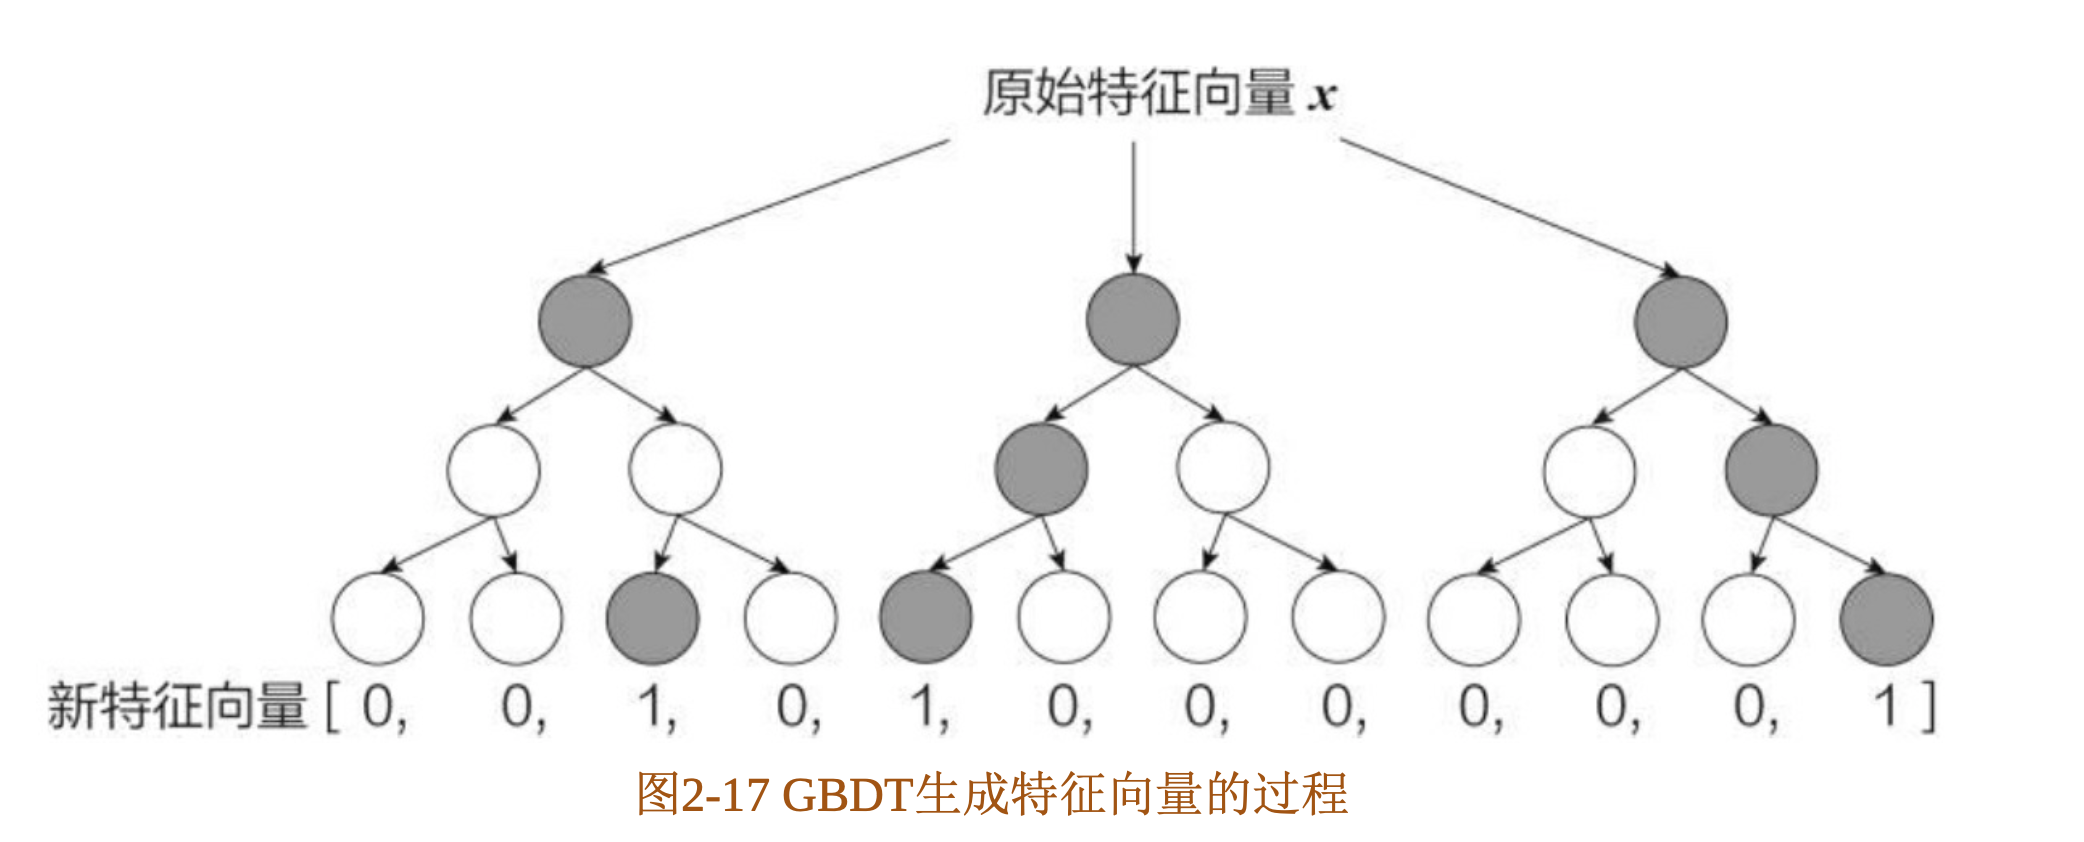 原始特征向量 x
新特征向量 [ 0, 0, 1, 0, 1, 0, 0, 0, 0, 0, 0, 1 ]
图2-17 GBDT生成特征向量的过程